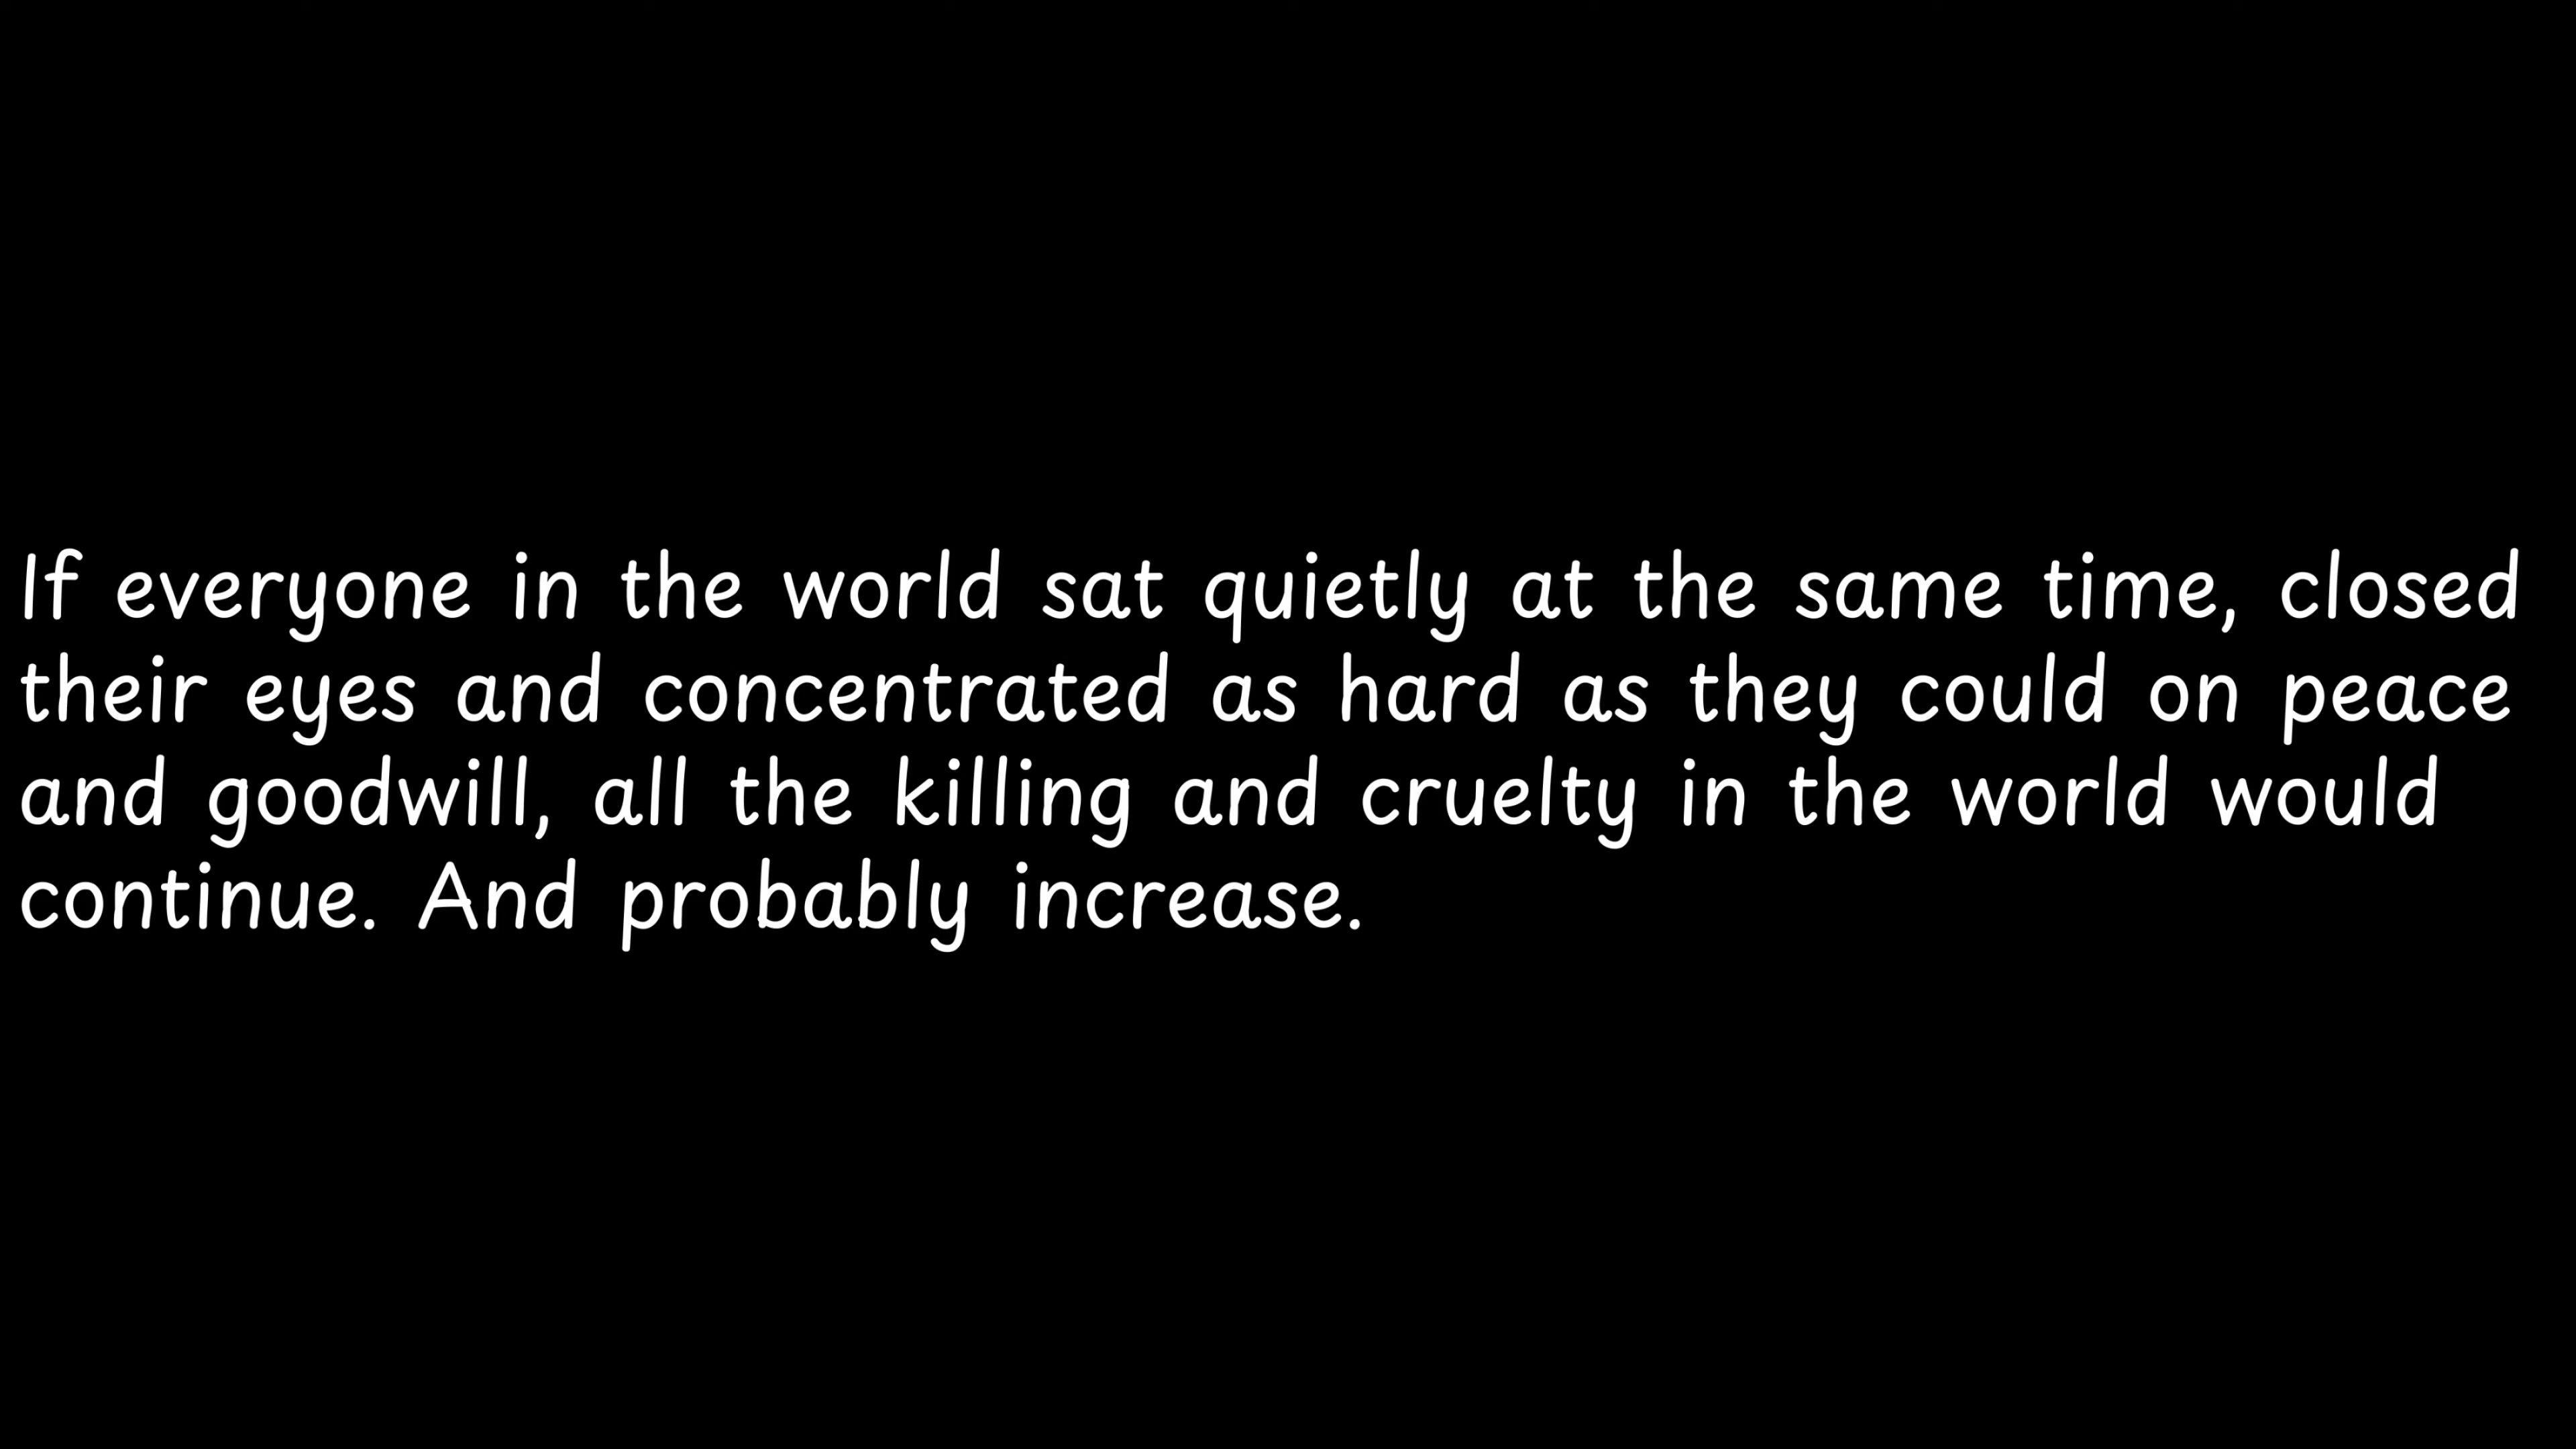 If everyone in the world sat quietly at the same time, closed
their eyes and concentrated as hard as they could on peace
and goodwill, all the killing and cruelty in the world would
continue. And probably increase.